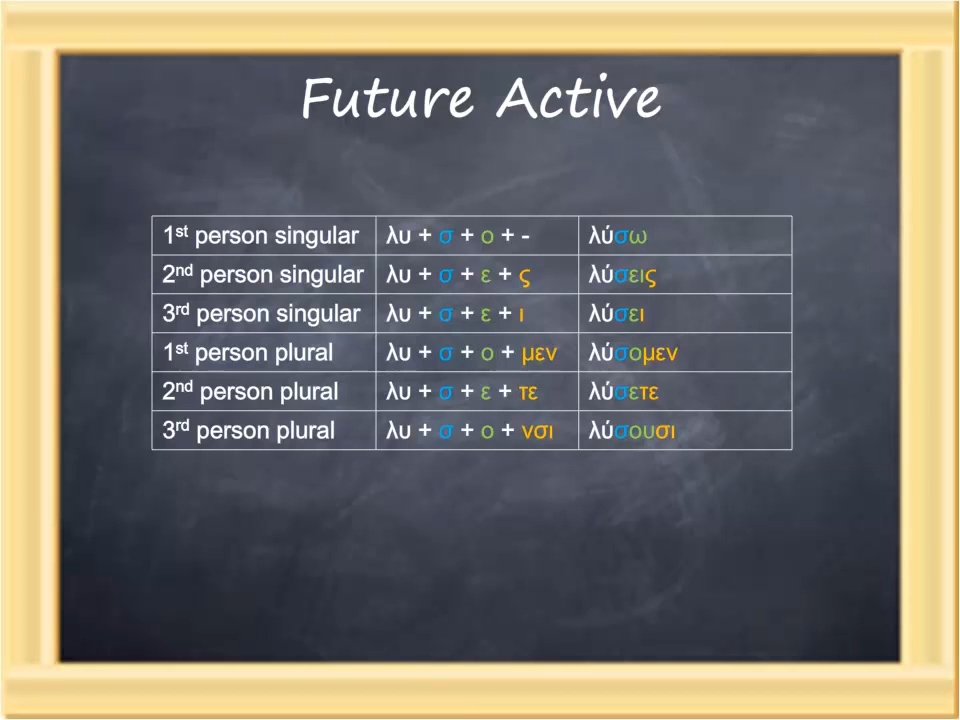 Future Active
1st person singular λυ + σ + ο + - λύσω
2nd person singular λυ + σ + ε + ς λύσεις
3rd person singular λυ + σ + ε + ι λύσει
1st person plural λυ + σ + ο + μεν λύσομεν
2nd person plural λυ + σ + ε + τε λύσετε
3rd person plural λυ + σ + ο + νσι λύσουσι